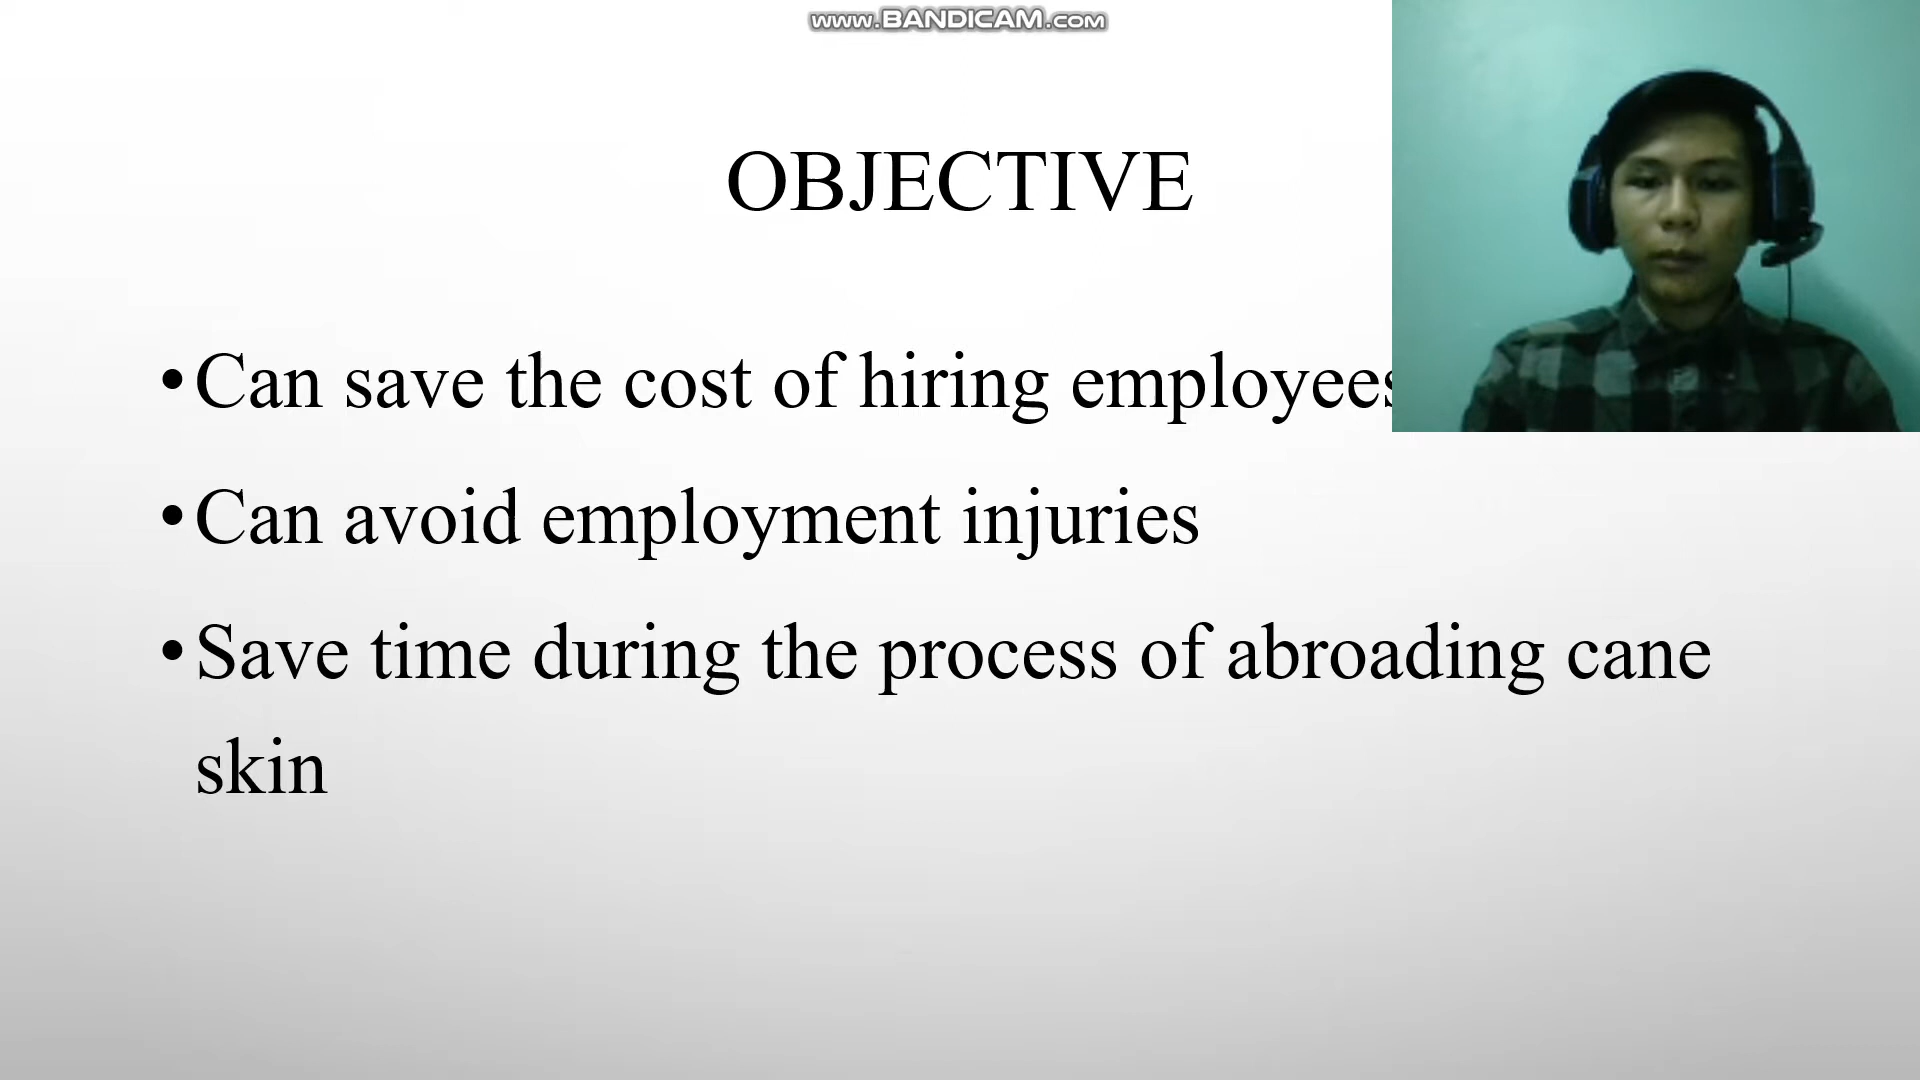 www.BANDICAM.com
OBJECTIVE
•Can save the cost of hiring employees
•Can avoid employment injuries
•Save time during the process of abroading cane
skin